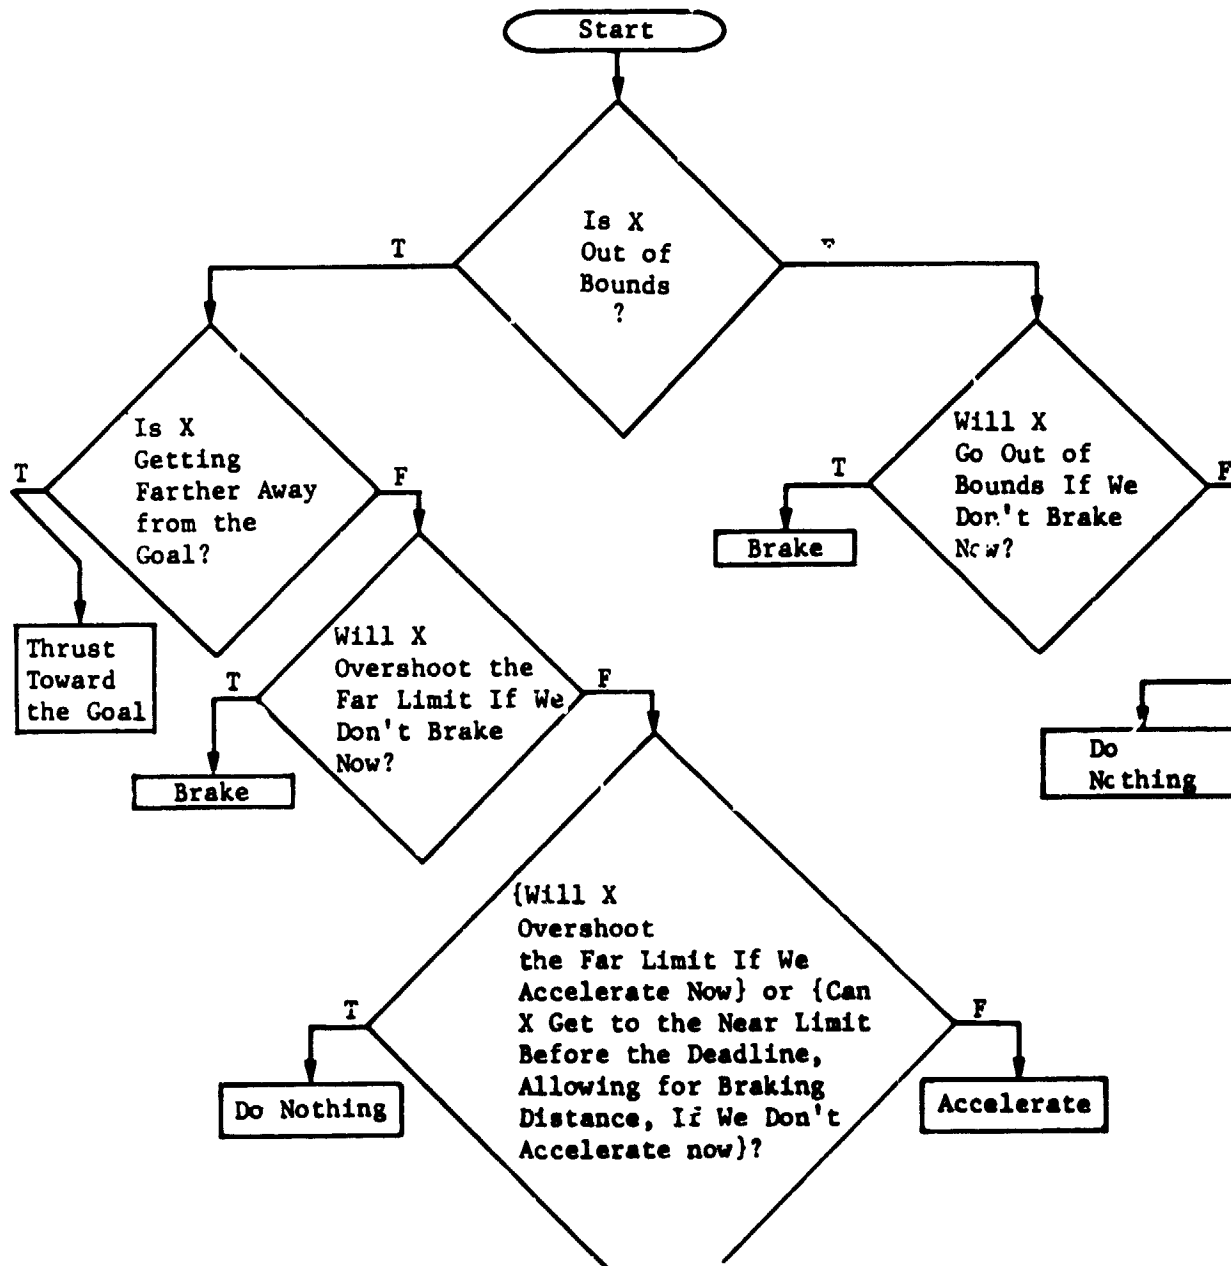 Start
Is X
Out of
Bounds
?
T
Is X
Getting
Farther Away
from the
Goal?
T
F
Thrust
Toward
the Goal
Will X
Go Out of
Bounds If We
Don't Brake
Now?
T
F
Brake
Do
Nothing
Will X
Overshoot the
Far Limit If We
Don't Brake
Now?
T
F
Brake
{Will X
Overshoot
the Far Limit If We
Accelerate Now} or {Can
X Get to the Near Limit
Before the Deadline,
Allowing for Braking
Distance, If We Don't
Accelerate now}?
T
F
Do Nothing
Accelerate